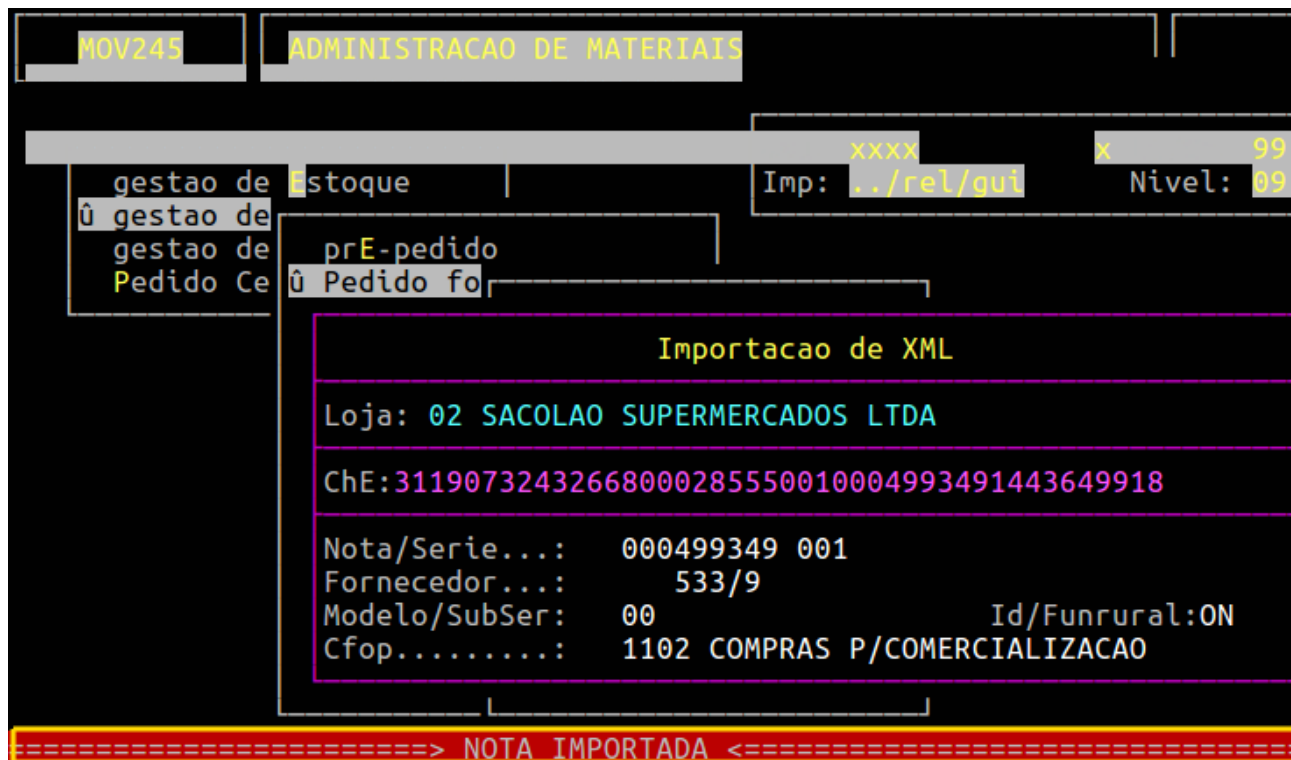 MOV245 ADMINISTRACAO DE MATERIAIS
xxxx x 99
gestao de Estoque Imp: ../rel/gui Nivel: 09
û gestao de
gestao de prE-pedido
Pedido Ce û Pedido fo
Importacao de XML
Loja: 02 SACOLAO SUPERMERCADOS LTDA
ChE:31190732432668000285550010004993491443649918
Nota/Serie...: 000499349 001
Fornecedor...: 533/9
Modelo/SubSer: 00 Id/Funrural:ON
Cfop.........: 1102 COMPRAS P/COMERCIALIZACAO
========================> NOTA IMPORTADA <===============================